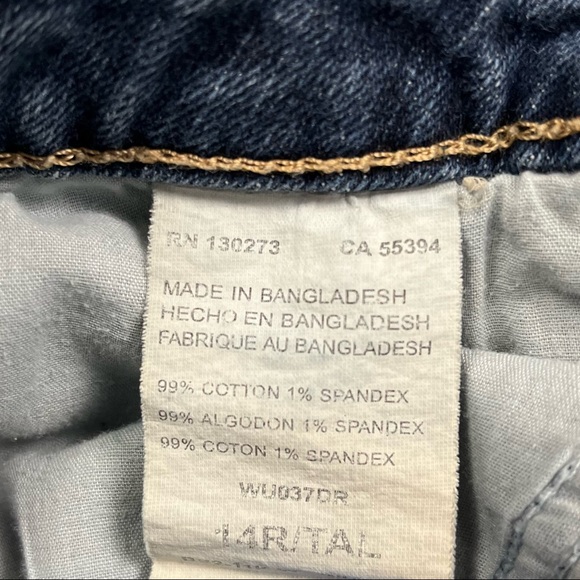 RN 130273 CA 55394
MADE IN BANGLADESH
HECHO EN BANGLADESH
FABRIQUE AU BANGLADESH
99% COTTON 1% SPANDEX
99% ALGODON 1% SPANDEX
99% COTON 1% SPANDEX
WU037DR
14R/TAL